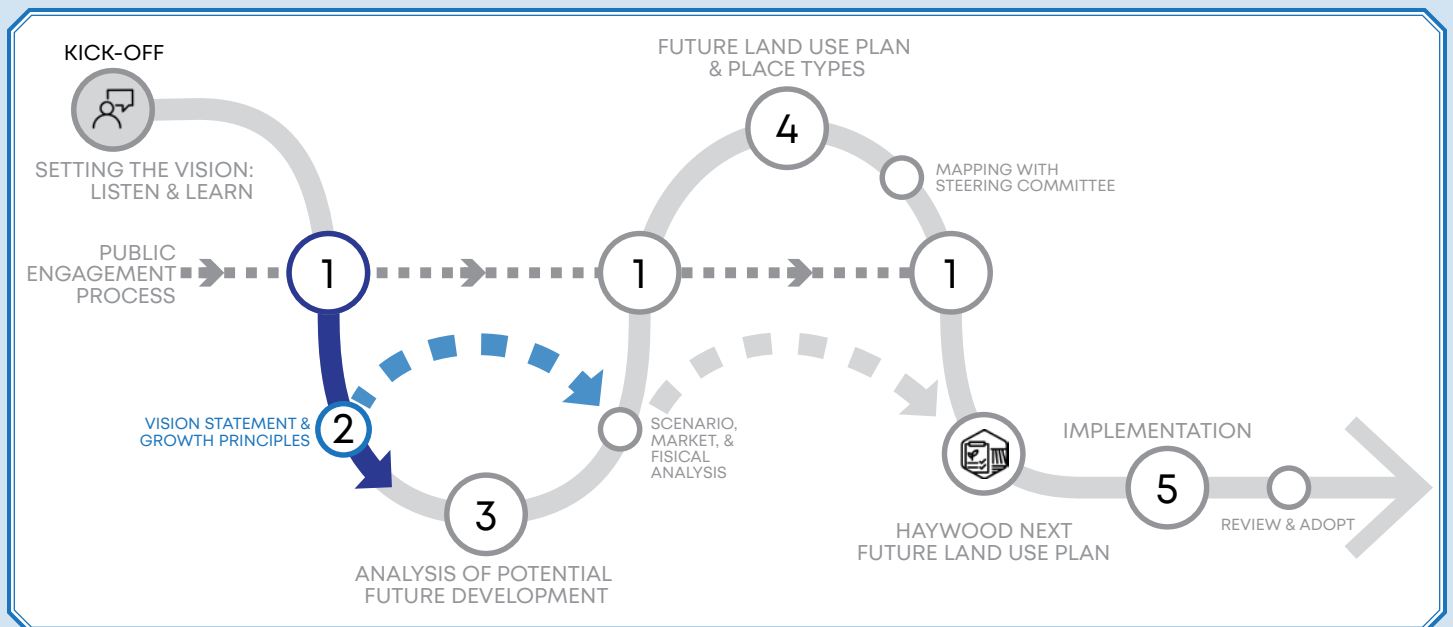 KICK-OFF
SETTING THE VISION:
LISTEN & LEARN
PUBLIC
ENGAGEMENT
PROCESS
1
VISION STATEMENT &
GROWTH PRINCIPLES
2
3
ANALYSIS OF POTENTIAL
FUTURE DEVELOPMENT
SCENARIO,
MARKET, &
FISICAL
ANALYSIS
1
FUTURE LAND USE PLAN
& PLACE TYPES
4
MAPPING WITH
STEERING COMMITTEE
1
HAYWOOD NEXT
FUTURE LAND USE PLAN
IMPLEMENTATION
5
REVIEW & ADOPT